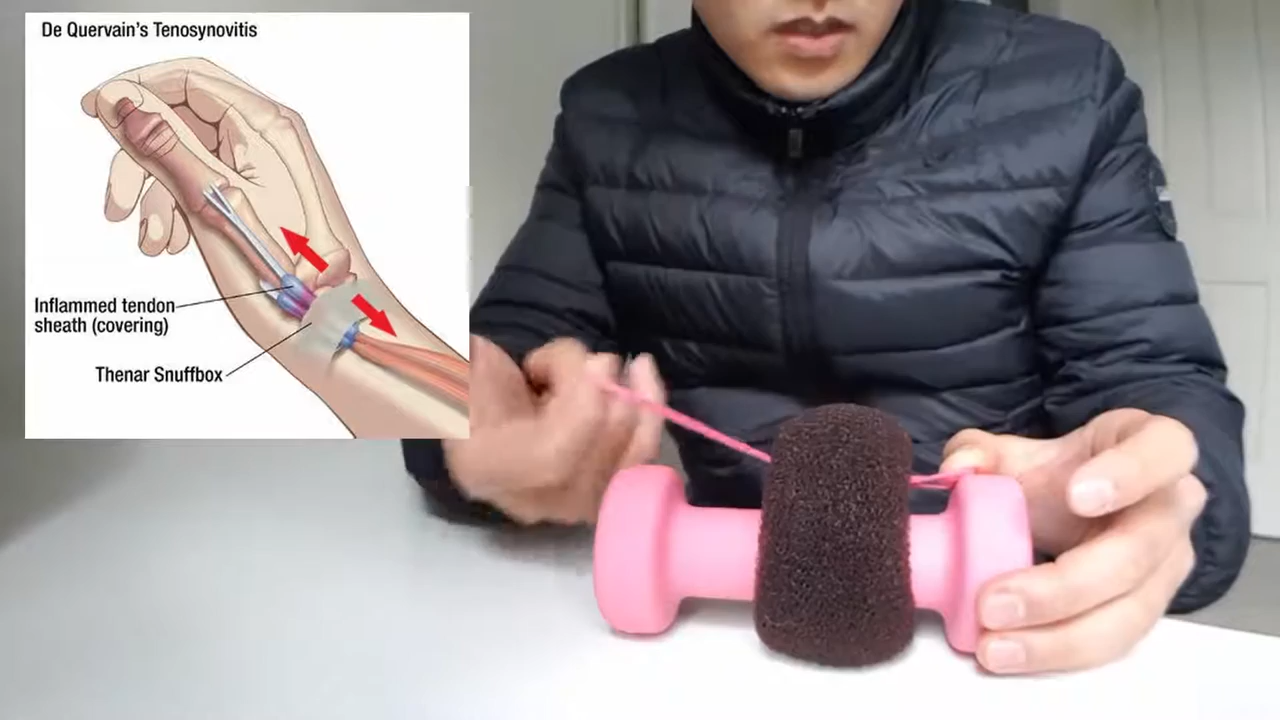 De Quervain's Tenosynovitis
Inflammed tendon
sheath (covering)
Thenar Snuffbox